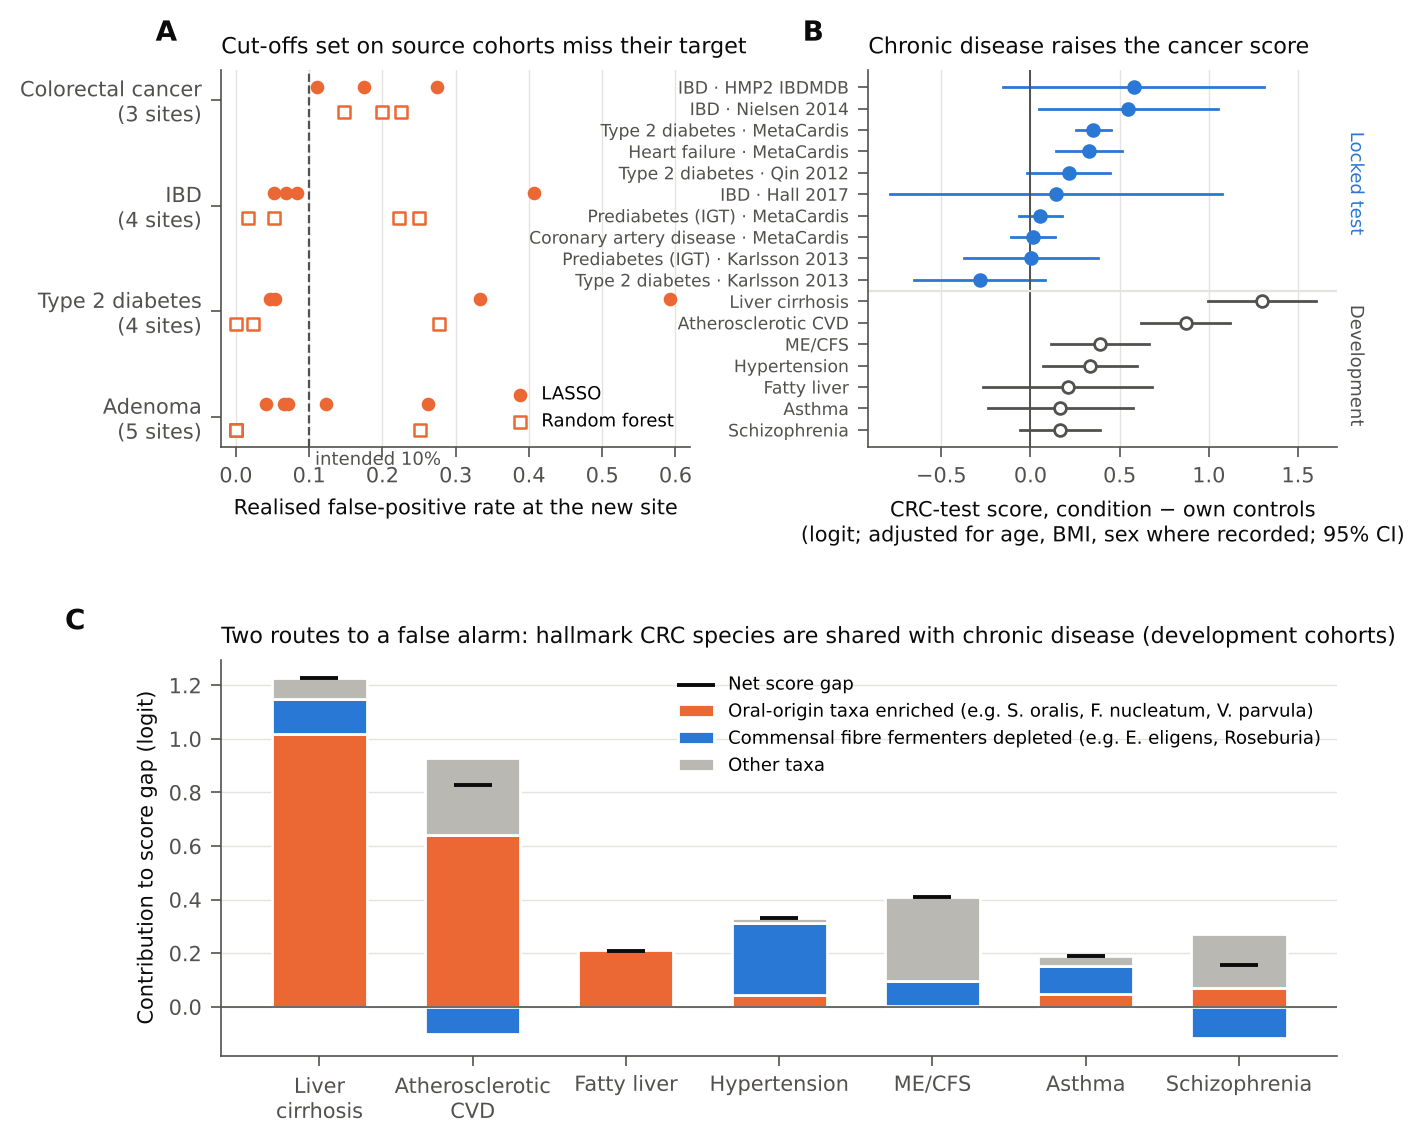 A
Cut-offs set on source cohorts miss their target
Colorectal cancer
(3 sites)
IBD
(4 sites)
Type 2 diabetes
(4 sites)
Adenoma
(5 sites)
LASSO
Random forest
intended 10%
0.0 0.1 0.2 0.3 0.4 0.5 0.6
Realised false-positive rate at the new site
B
Chronic disease raises the cancer score
IBD · HMP2 IBDMDB
IBD · Nielsen 2014
Type 2 diabetes · MetaCardis
Heart failure · MetaCardis
Type 2 diabetes · Qin 2012
IBD · Hall 2017
Prediabetes (IGT) · MetaCardis
Coronary artery disease · MetaCardis
Prediabetes (IGT) · Karlsson 2013
Type 2 diabetes · Karlsson 2013
Liver cirrhosis
Atherosclerotic CVD
ME/CFS
Hypertension
Fatty liver
Asthma
Schizophrenia
Locked test
Development
−0.5 0.0 0.5 1.0 1.5
CRC-test score, condition − own controls
(logit; adjusted for age, BMI, sex where recorded; 95% CI)
C
Two routes to a false alarm: hallmark CRC species are shared with chronic disease (development cohorts)
Net score gap
Oral-origin taxa enriched (e.g. S. oralis, F. nucleatum, V. parvula)
Commensal fibre fermenters depleted (e.g. E. eligens, Roseburia)
Other taxa
Contribution to score gap (logit)
1.2
1.0
0.8
0.6
0.4
0.2
0.0
Liver
cirrhosis
Atherosclerotic
CVD
Fatty liver
Hypertension
ME/CFS
Asthma
Schizophrenia